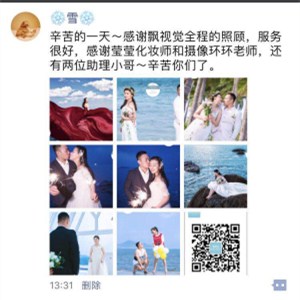 雪
辛苦的一天～感谢飘视觉全程的照顾，服务
很好，感谢莹莹化妆师和摄像环环老师，还
有两位助理小哥～辛苦你们了。
13:31 删除